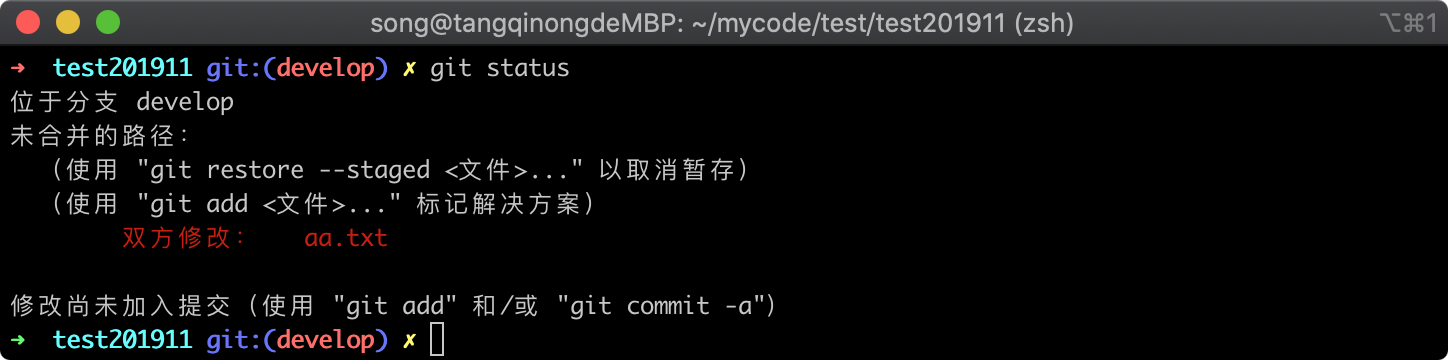 song@tangqinongdeMBP: ~/mycode/test/test201911 (zsh)
⌥⌘1
➜  test201911 git:(develop) ✗ git status
位于分支 develop
未合并的路径：
  （使用 "git restore --staged <文件>..." 以取消暂存）
  （使用 "git add <文件>..." 标记解决方案）
        双方修改：   aa.txt

修改尚未加入提交（使用 "git add" 和/或 "git commit -a"）
➜  test201911 git:(develop) ✗